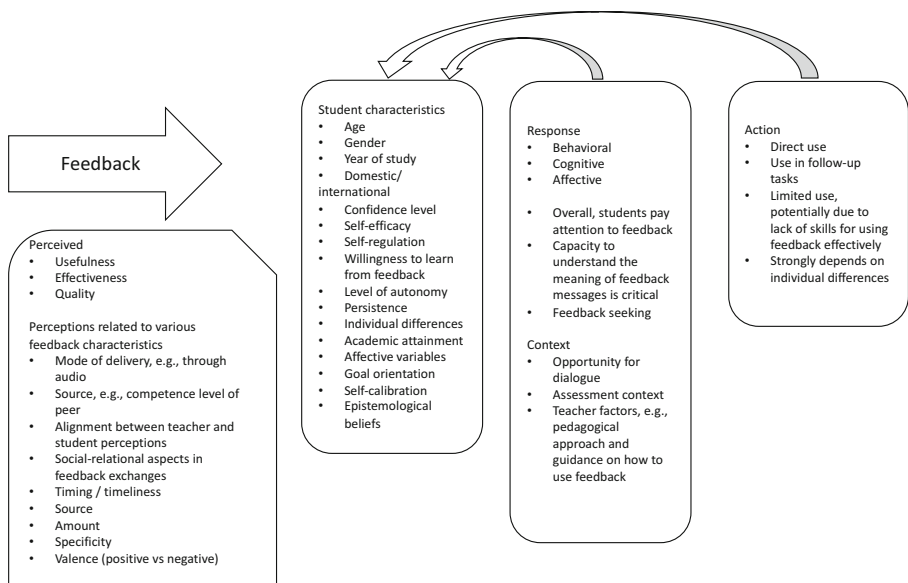 Feedback
Perceived
• Usefulness
• Effectiveness
• Quality
Perceptions related to various
feedback characteristics
• Mode of delivery, e.g., through
audio
• Source, e.g., competence level of
peer
• Alignment between teacher and
student perceptions
• Social-relational aspects in
feedback exchanges
• Timing / timeliness
• Source
• Amount
• Specificity
• Valence (positive vs negative)
Student characteristics
• Age
• Gender
• Year of study
• Domestic/
international
• Confidence level
• Self-efficacy
• Self-regulation
• Willingness to learn
from feedback
• Level of autonomy
• Persistence
• Individual differences
• Academic attainment
• Affective variables
• Goal orientation
• Self-calibration
• Epistemological
beliefs
Response
• Behavioral
• Cognitive
• Affective
• Overall, students pay
attention to feedback
• Capacity to
understand the
meaning of feedback
messages is critical
• Feedback seeking
Context
• Opportunity for
dialogue
• Assessment context
• Teacher factors, e.g.,
pedagogical
approach and
guidance on how to
use feedback
Action
• Direct use
• Use in follow-up
tasks
• Limited use,
potentially due to
lack of skills for using
feedback effectively
• Strongly depends on
individual differences